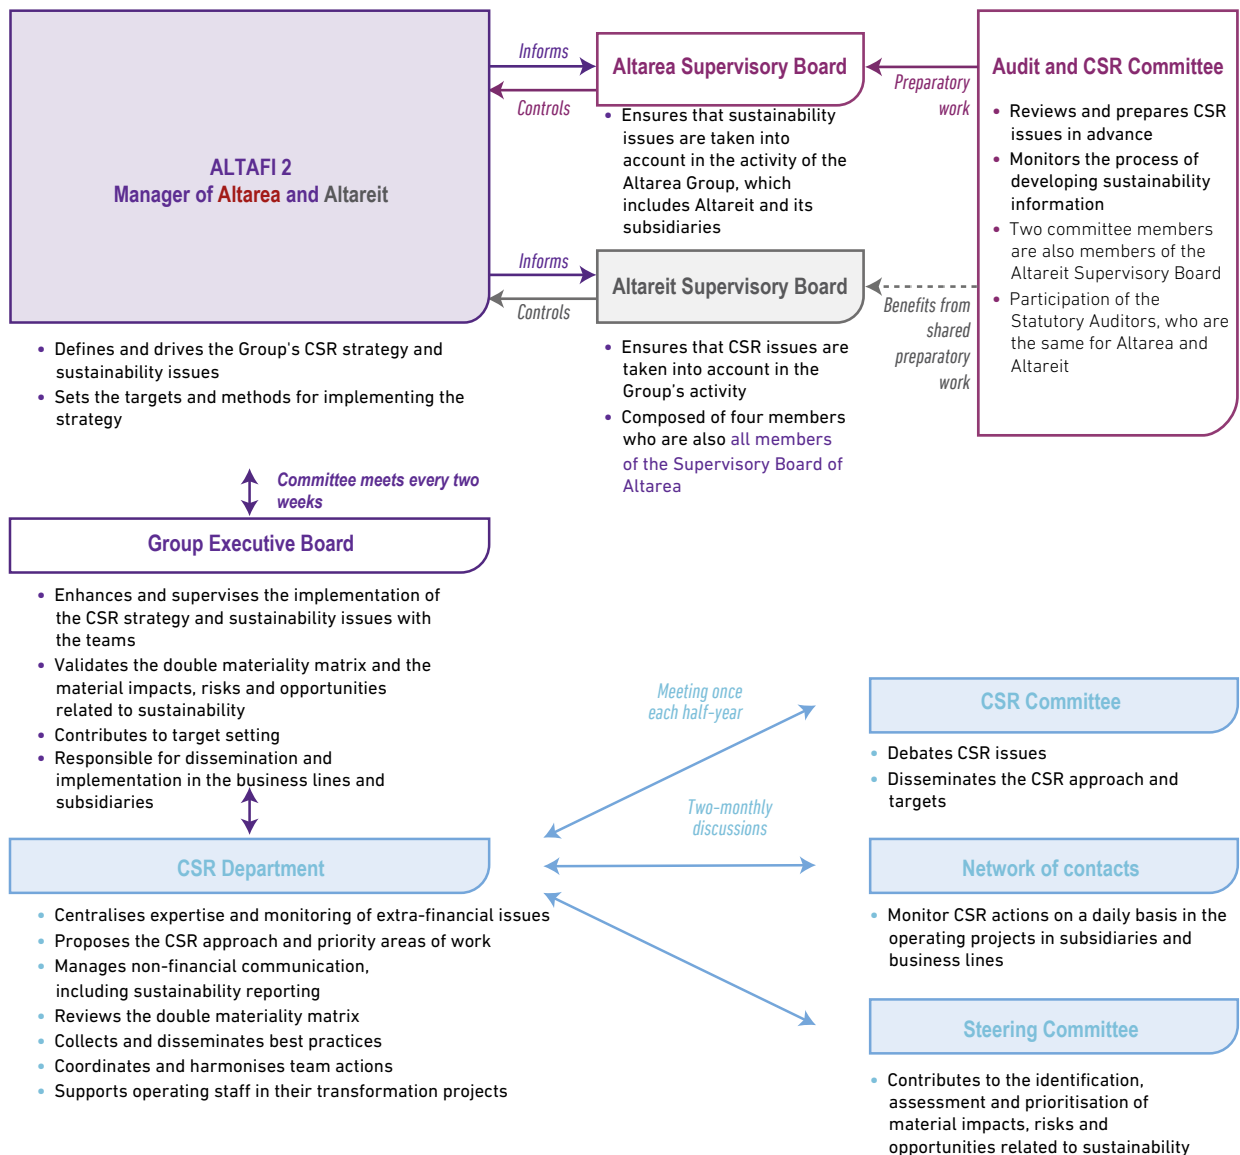 ALTAFI 2
Manager of Altarea and Altareit
• Defines and drives the Group's CSR strategy and
sustainability issues
• Sets the targets and methods for implementing the
strategy
Informs
Controls
Altarea Supervisory Board
• Ensures that sustainability
issues are taken into
account in the activity of the
Altarea Group, which
includes Altareit and its
subsidiaries
Informs
Controls
Altareit Supervisory Board
• Ensures that CSR issues are
taken into account in the
Group's activity
• Composed of four members
who are also all members
of the Supervisory Board of
Altarea
Preparatory
work
Benefits from
shared
preparatory
work
Audit and CSR Committee
• Reviews and prepares CSR
issues in advance
• Monitors the process of
developing sustainability
information
• Two committee members
are also members of the
Altareit Supervisory Board
• Participation of the
Statutory Auditors, who are
the same for Altarea and
Altareit
Committee meets every two
weeks
Group Executive Board
• Enhances and supervises the implementation of
the CSR strategy and sustainability issues with
the teams
• Validates the double materiality matrix and the
material impacts, risks and opportunities
related to sustainability
• Contributes to target setting
• Responsible for dissemination and
implementation in the business lines and
subsidiaries
CSR Department
• Centralises expertise and monitoring of extra-financial issues
• Proposes the CSR approach and priority areas of work
• Manages non-financial communication,
including sustainability reporting
• Reviews the double materiality matrix
• Collects and disseminates best practices
• Coordinates and harmonises team actions
• Supports operating staff in their transformation projects
Meeting once
each half-year
Two-monthly
discussions
CSR Committee
• Debates CSR issues
• Disseminates the CSR approach and
targets
Network of contacts
• Monitor CSR actions on a daily basis in the
operating projects in subsidiaries and
business lines
Steering Committee
• Contributes to the identification,
assessment and prioritisation of
material impacts, risks and
opportunities related to sustainability